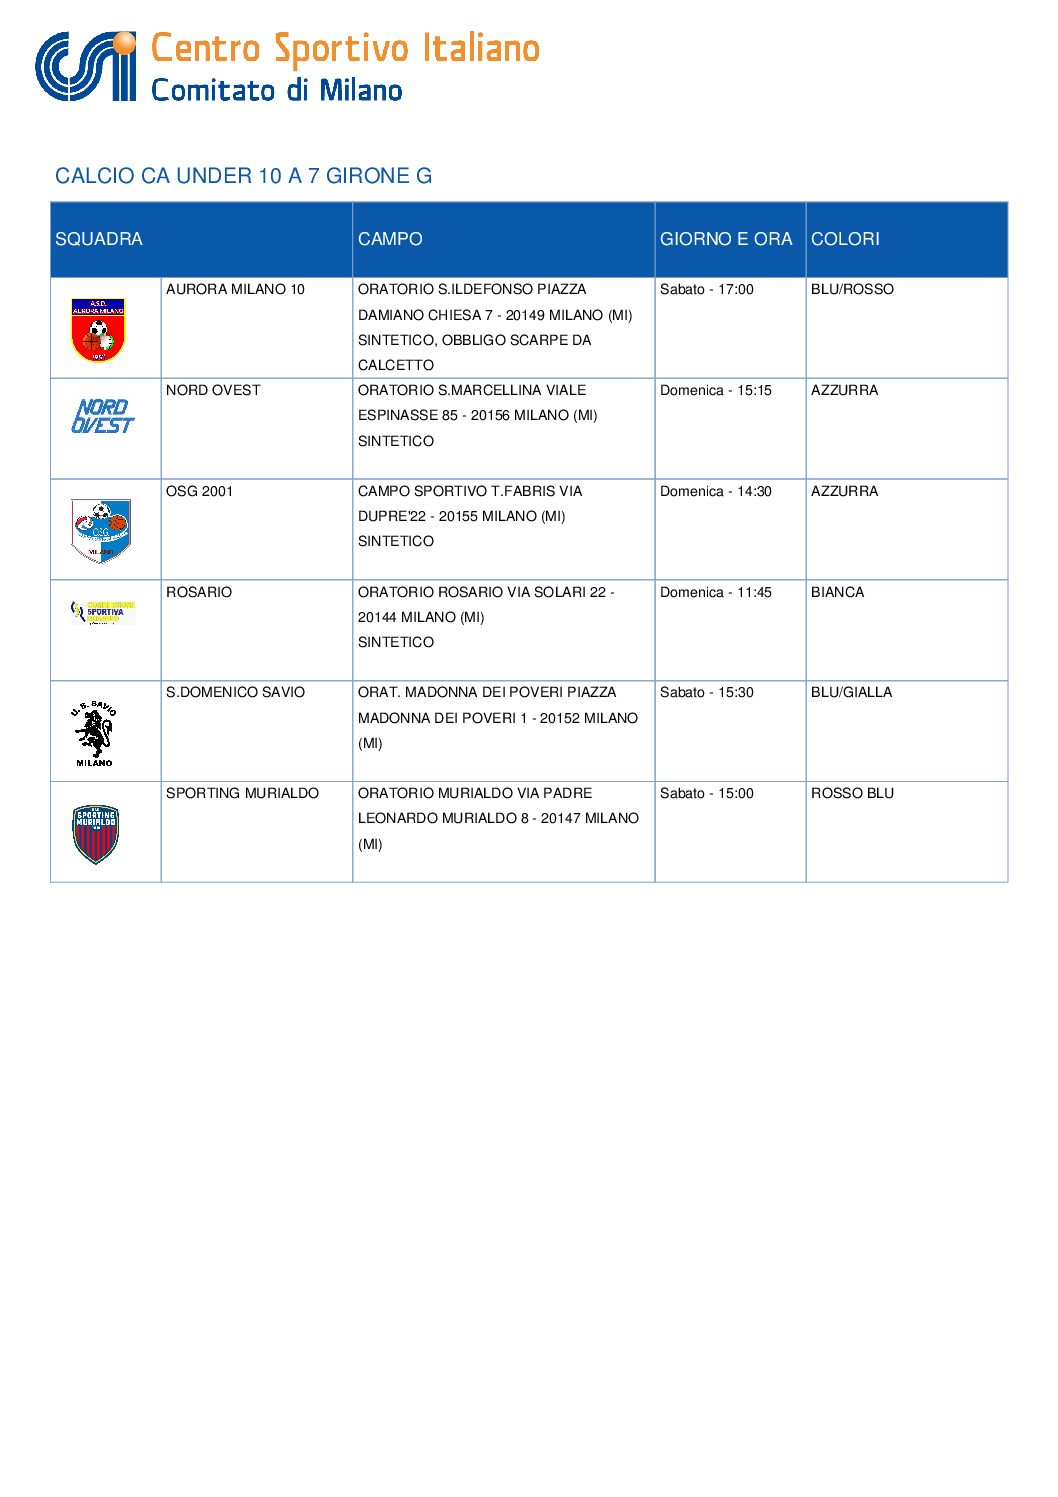 Centro Sportivo Italiano
Comitato di Milano
CALCIO CA UNDER 10 A 7 GIRONE G
SQUADRA CAMPO GIORNO E ORA COLORI
A.S.D.
AURORA MILANO
AURORA MILANO 10 ORATORIO S.ILDEFONSO PIAZZA Sabato - 17:00 BLU/ROSSO
DAMIANO CHIESA 7 - 20149 MILANO (MI)
SINTETICO, OBBLIGO SCARPE DA
CALCETTO
NORD
OVEST
NORD OVEST ORATORIO S.MARCELLINA VIALE Domenica - 15:15 AZZURRA
ESPINASSE 85 - 20156 MILANO (MI)
SINTETICO
OSG
MILANO
OSG 2001 CAMPO SPORTIVO T.FABRIS VIA Domenica - 14:30 AZZURRA
DUPRE'22 - 20155 MILANO (MI)
SINTETICO
SPORTIVA
ROSARIO ORATORIO ROSARIO VIA SOLARI 22 - Domenica - 11:45 BIANCA
20144 MILANO (MI)
SINTETICO
U.S. SAVIO
MILANO
S.DOMENICO SAVIO ORAT. MADONNA DEI POVERI PIAZZA Sabato - 15:30 BLU/GIALLA
MADONNA DEI POVERI 1 - 20152 MILANO
(MI)
SPORTING
MURIALDO
SPORTING MURIALDO ORATORIO MURIALDO VIA PADRE Sabato - 15:00 ROSSO BLU
LEONARDO MURIALDO 8 - 20147 MILANO
(MI)